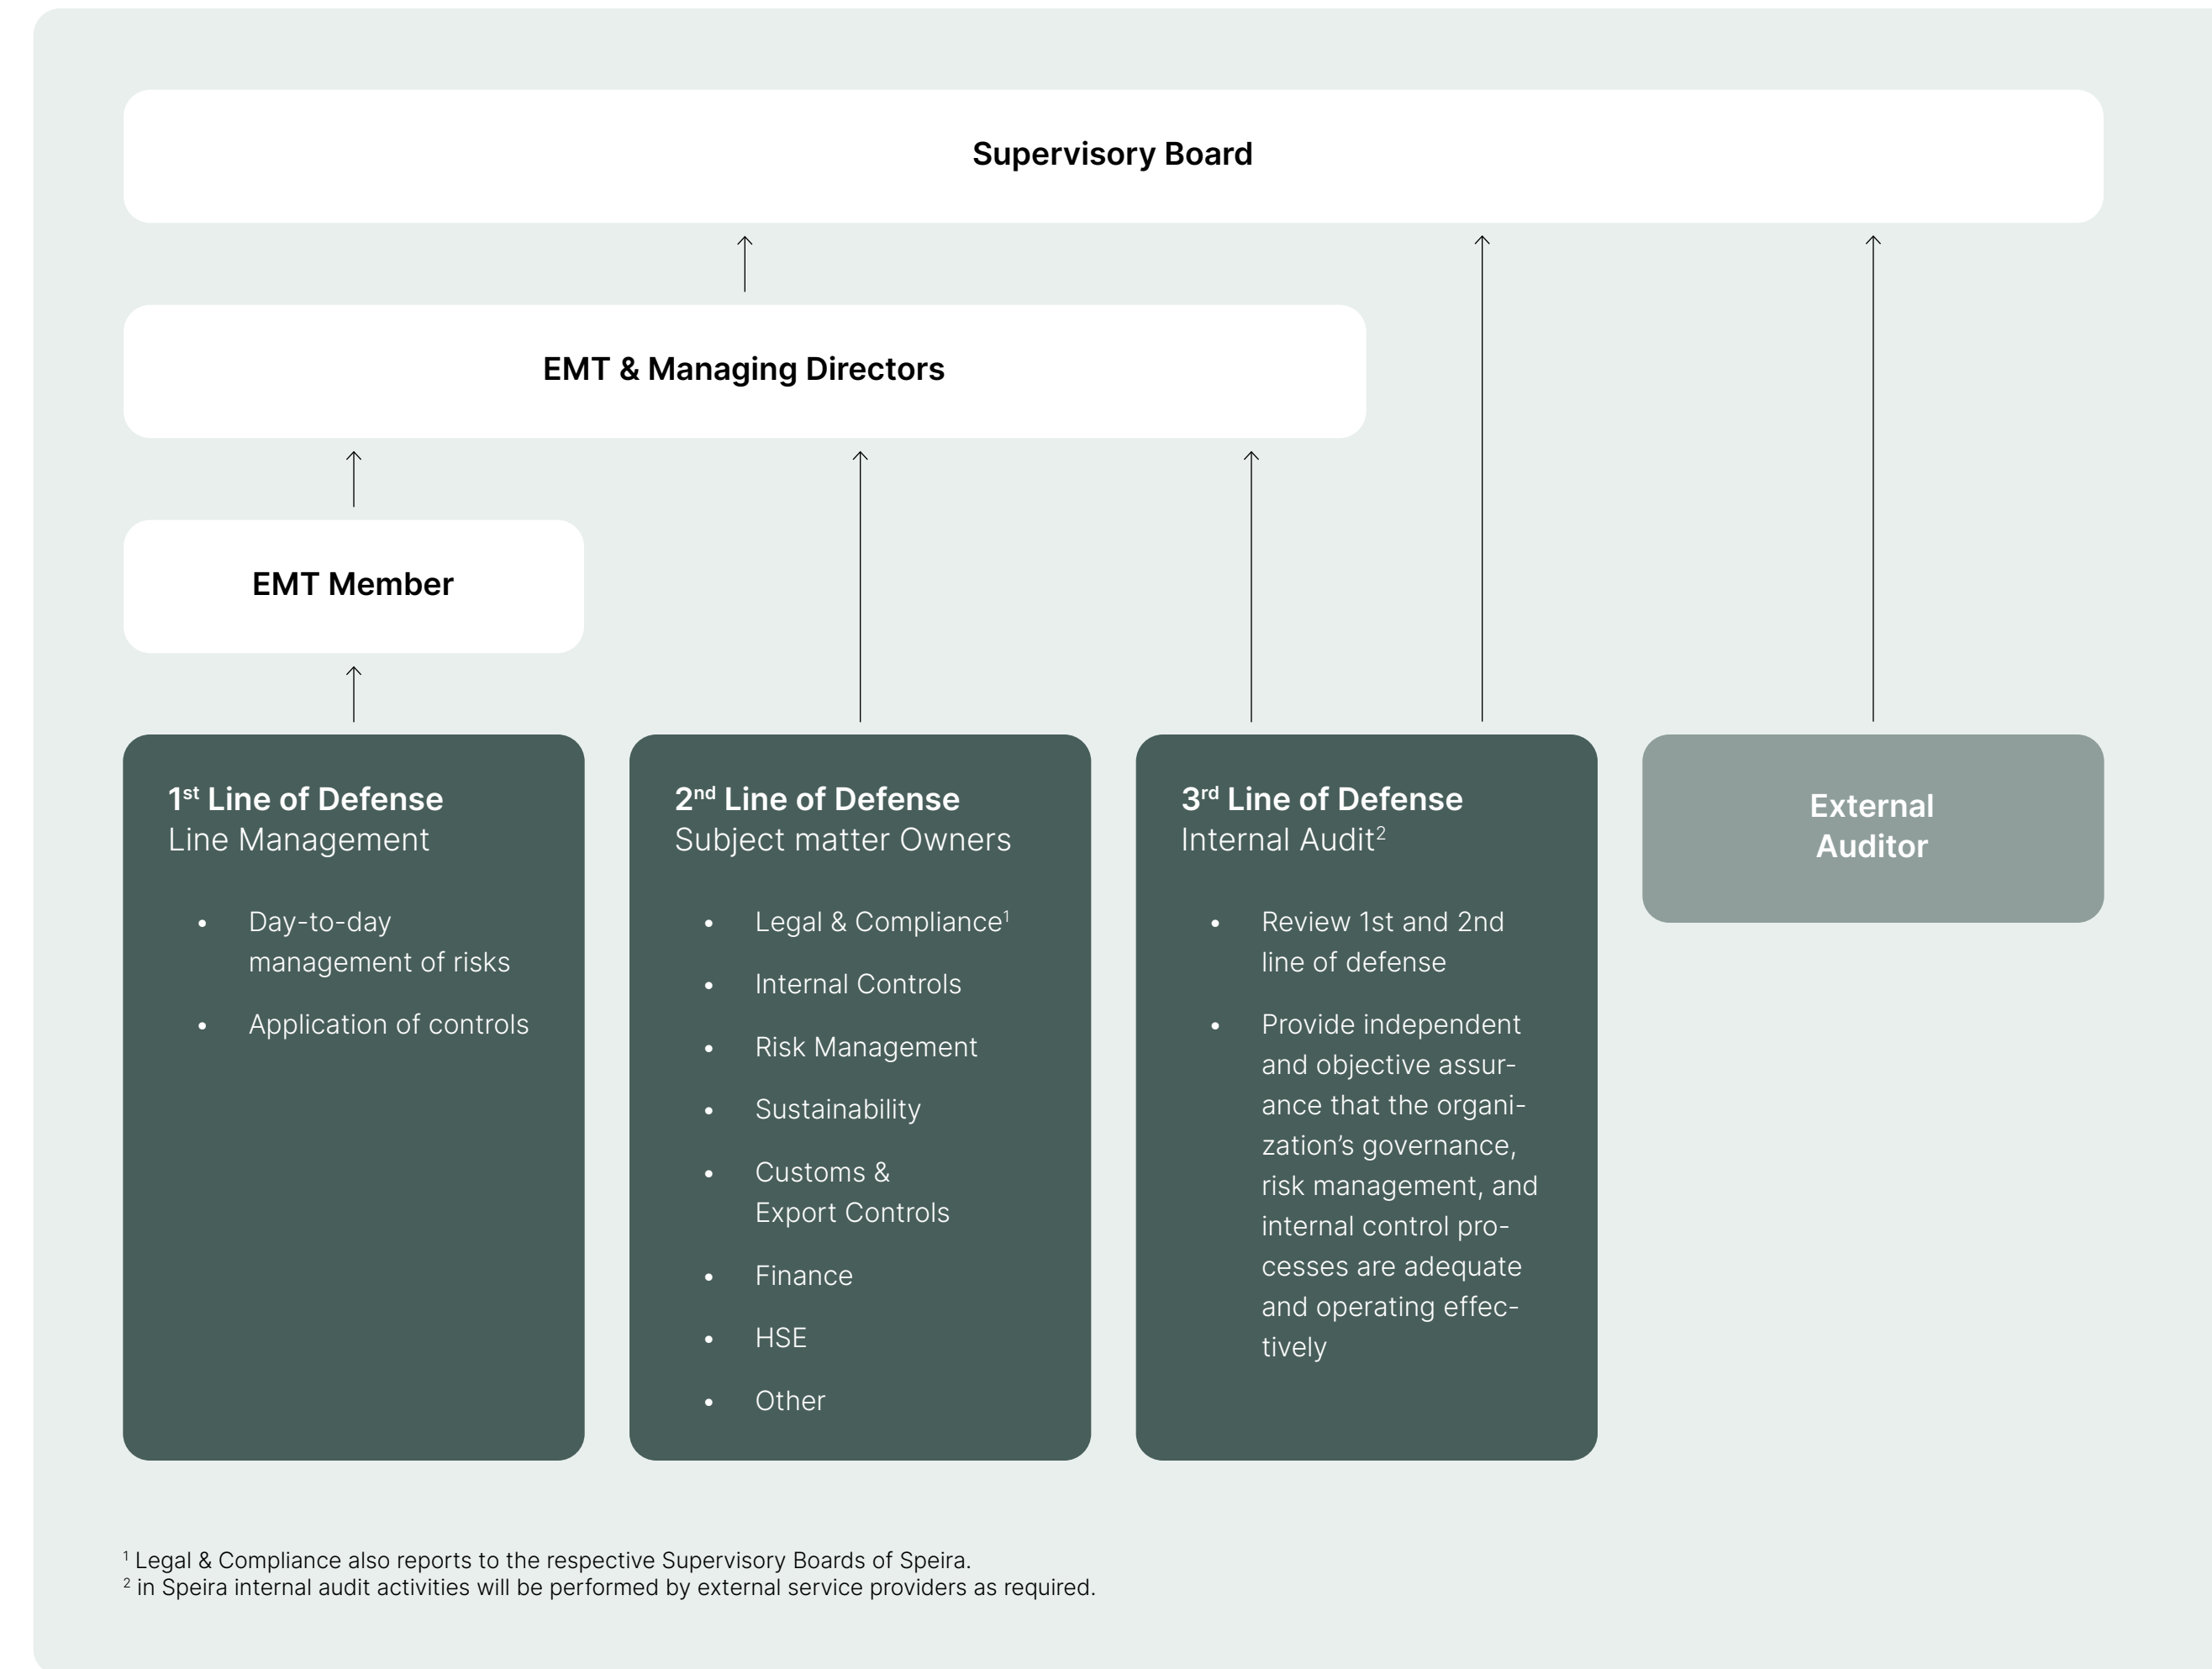 Supervisory Board
EMT & Managing Directors
EMT Member
1st Line of Defense
Line Management
• Day-to-day
management of risks
• Application of controls
2nd Line of Defense
Subject matter Owners
• Legal & Compliance¹
• Internal Controls
• Risk Management
• Sustainability
• Customs &
Export Controls
• Finance
• HSE
• Other
3rd Line of Defense
Internal Audit²
• Review 1st and 2nd
line of defense
• Provide independent
and objective assur-
ance that the organi-
zation’s governance,
risk management, and
internal control pro-
cesses are adequate
and operating effec-
tively
External
Auditor
¹ Legal & Compliance also reports to the respective Supervisory Boards of Speira.
² in Speira internal audit activities will be performed by external service providers as required.